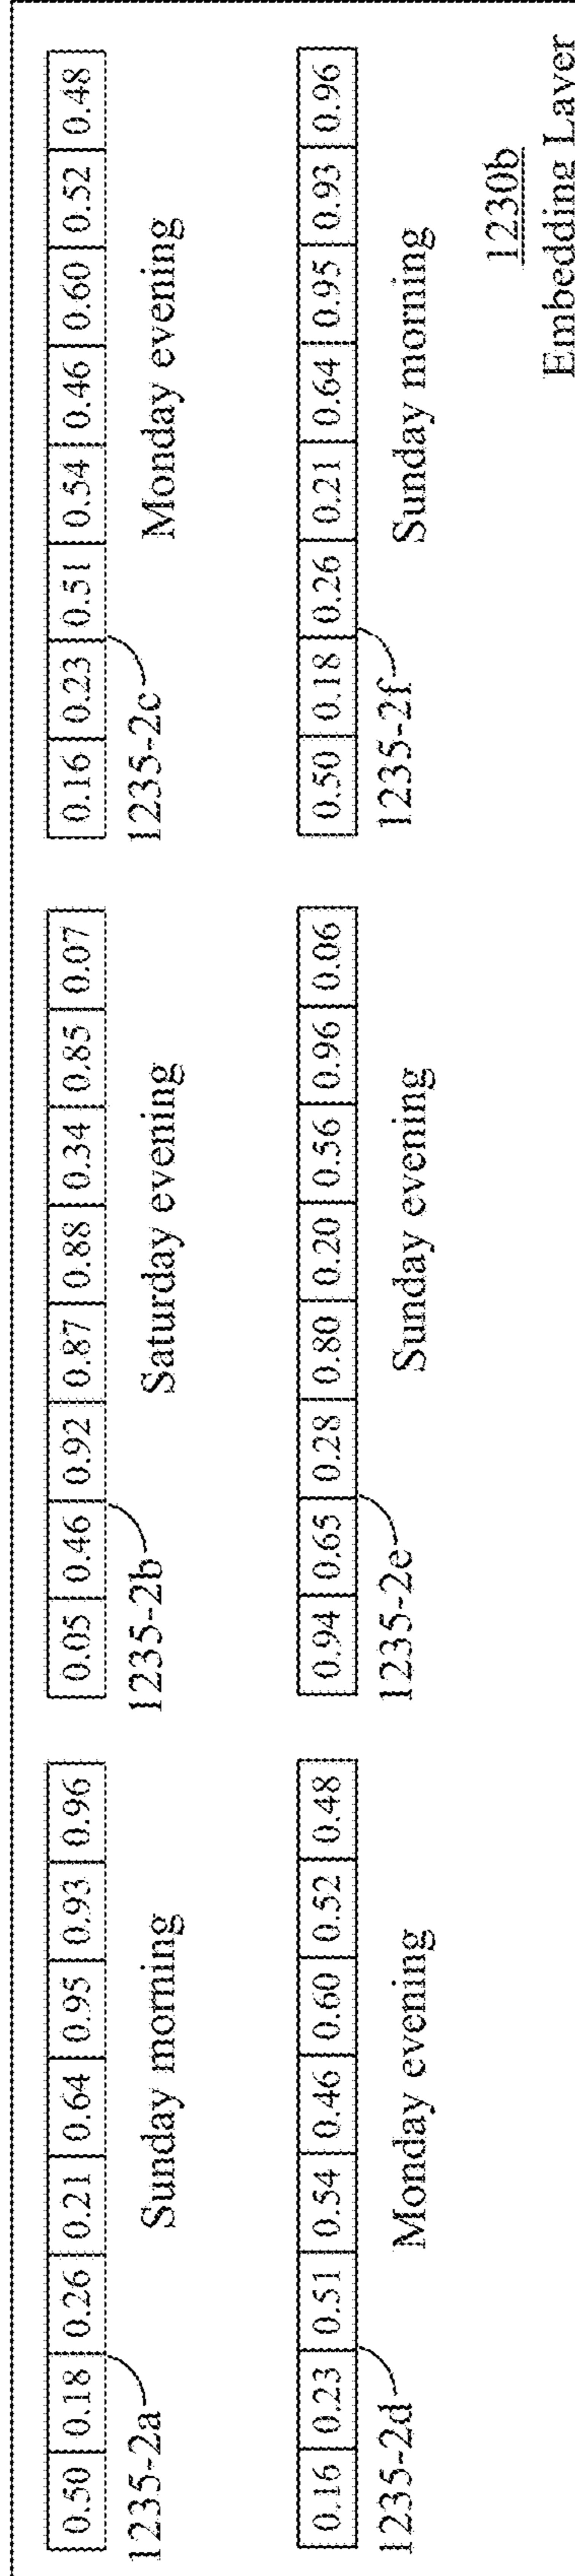 0.50 0.18 0.26 0.21 0.64 0.95 0.93 0.96
1235-2a
Sunday morning
0.05 0.46 0.92 0.87 0.88 0.34 0.85 0.07
1235-2b
Saturday evening
0.16 0.23 0.51 0.54 0.46 0.60 0.52 0.48
1235-2c
Monday evening
0.16 0.23 0.51 0.54 0.46 0.60 0.52 0.48
1235-2d
Monday evening
0.94 0.65 0.28 0.80 0.20 0.56 0.96 0.06
1235-2e
Sunday evening
0.50 0.18 0.26 0.21 0.64 0.95 0.93 0.96
1235-2f
Sunday morning
1230b
Embedding Layer